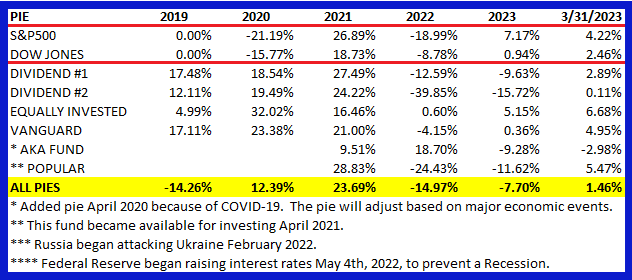 PIE 2019 2020 2021 2022 2023 3/31/2023
S&P500 0.00% -21.19% 26.89% -18.99% 7.17% 4.22%
DOW JONES 0.00% -15.77% 18.73% -8.78% 0.94% 2.46%
DIVIDEND #1 17.48% 18.54% 27.49% -12.59% -9.63% 2.89%
DIVIDEND #2 12.11% 19.49% 24.22% -39.85% -15.72% 0.11%
EQUALLY INVESTED 4.99% 32.02% 16.46% 0.60% 5.15% 6.68%
VANGUARD 17.11% 23.38% 21.00% -4.15% 0.36% 4.95%
* AKA FUND 9.51% 18.70% -9.28% -2.98%
** POPULAR 28.83% -24.43% -11.62% 5.47%
ALL PIES -14.26% 12.39% 23.69% -14.97% -7.70% 1.46%
* Added pie April 2020 because of COVID-19. The pie will adjust based on major economic events.
** This fund became available for investing April 2021.
*** Russia began attacking Ukraine February 2022.
**** Federal Reserve began raising interest rates May 4th, 2022, to prevent a Recession.